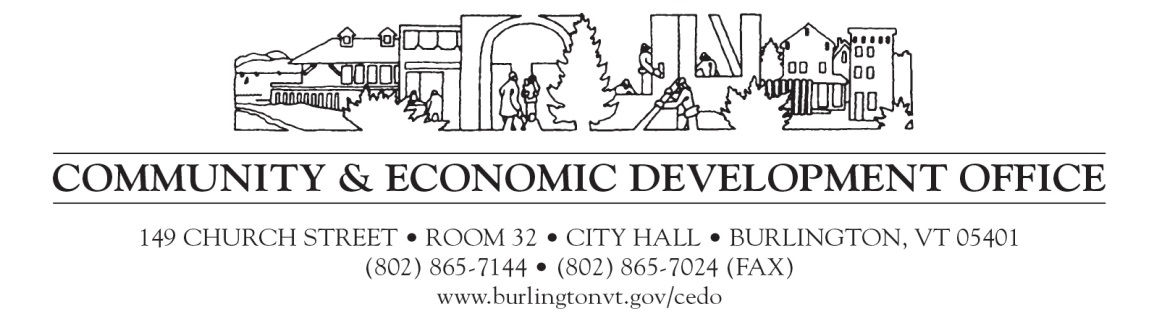 COMMUNITY & ECONOMIC DEVELOPMENT OFFICE
149 CHURCH STREET • ROOM 32 • CITY HALL • BURLINGTON, VT 05401
(802) 865-7144 • (802) 865-7024 (FAX)
www.burlingtonvt.gov/cedo